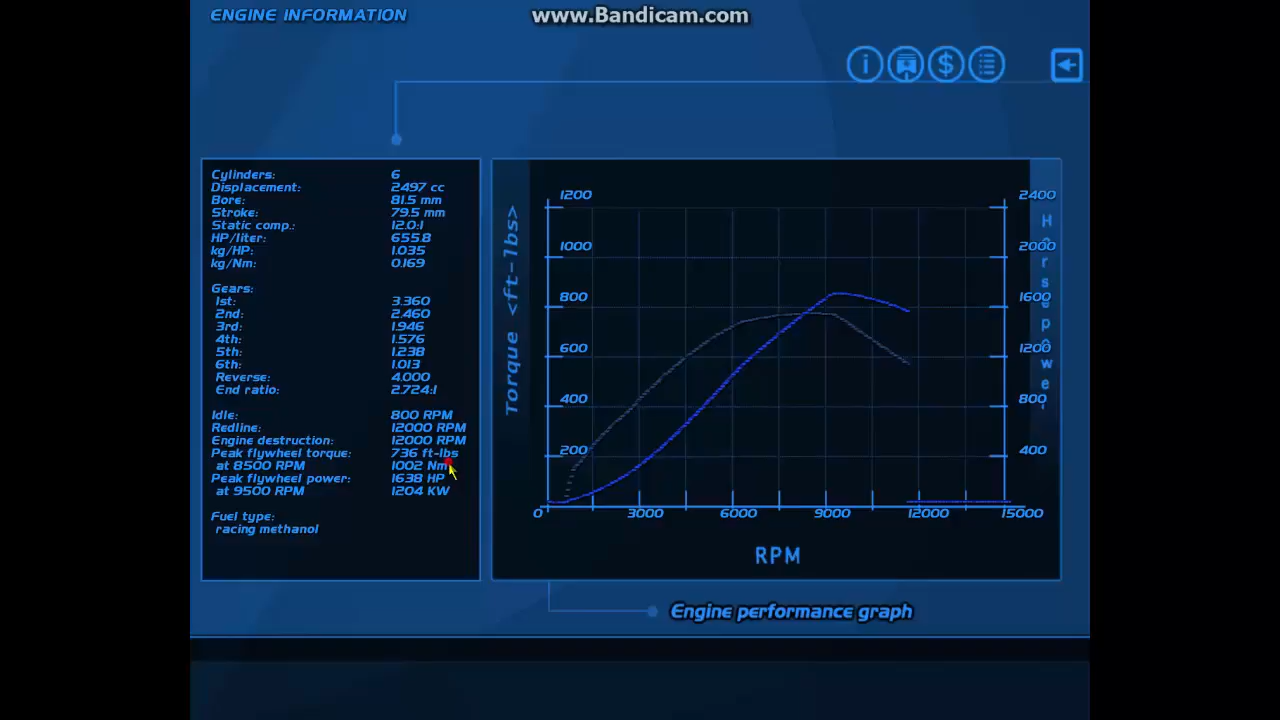 ENGINE INFORMATION
www.Bandicam.com
Cylinders: 6
Displacement: 2497 cc
Bore: 81.5 mm
Stroke: 79.5 mm
Static comp.: 12.0:1
HP/liter: 655.8
kg/HP: 1.035
kg/Nm: 0.169
Gears:
1st: 3.360
2nd: 2.460
3rd: 1.946
4th: 1.576
5th: 1.238
6th: 1.013
Reverse: 4.000
End ratio: 2.724:1
Idle: 800 RPM
Redline: 12000 RPM
Engine destruction: 12000 RPM
Peak flywheel torque: 736 ft-lbs
at 8500 RPM 1002 Nm
Peak flywheel power: 1638 HP
at 9500 RPM 1204 KW
Fuel type:
racing methanol
Torque <ft-lbs>
1200
1000
800
600
400
200
2400
2000
1600
1200
800
400
Horsepower
0 3000 6000 9000 12000 15000
RPM
Engine performance graph